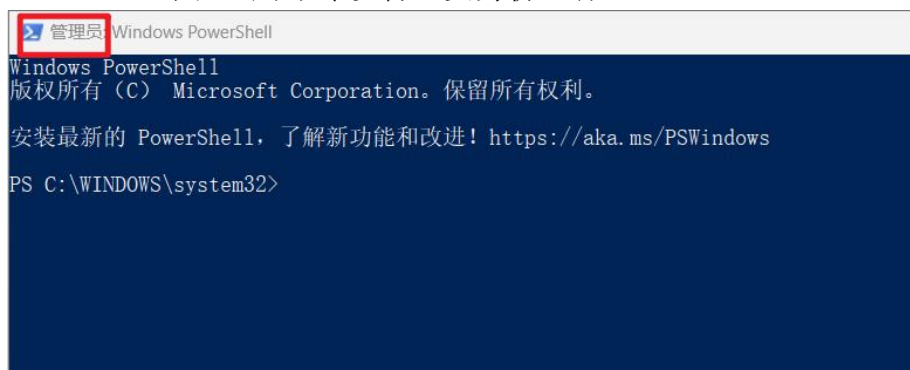 管理员: Windows PowerShell
Windows PowerShell
版权所有 (C) Microsoft Corporation。保留所有权利。
安装最新的 PowerShell，了解新功能和改进！https://aka.ms/PSWindows
PS C:\WINDOWS\system32>